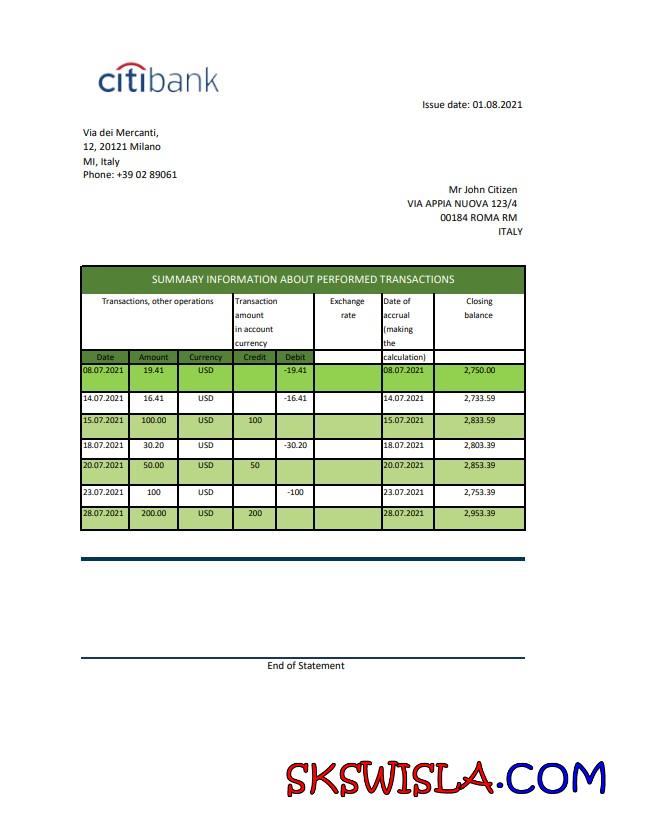 citibank
Issue date: 01.08.2021
Via dei Mercanti,
12, 20121 Milano
MI, Italy
Phone: +39 02 89061
Mr John Citizen
VIA APPIA NUOVA 123/4
00184 ROMA RM
ITALY
SUMMARY INFORMATION ABOUT PERFORMED TRANSACTIONS
Transactions, other operations Transaction amount in account currency Exchange rate Date of accrual (making the calculation) Closing balance
Date Amount Currency Credit Debit
08.07.2021 19.41 USD -19.41 08.07.2021 2,750.00
14.07.2021 16.41 USD -16.41 14.07.2021 2,733.59
15.07.2021 100.00 USD 100 15.07.2021 2,833.59
18.07.2021 30.20 USD -30.20 18.07.2021 2,803.39
20.07.2021 50.00 USD 50 20.07.2021 2,853.39
23.07.2021 100 USD -100 23.07.2021 2,753.39
28.07.2021 200.00 USD 200 28.07.2021 2,953.39
End of Statement
SKSWISLA.COM